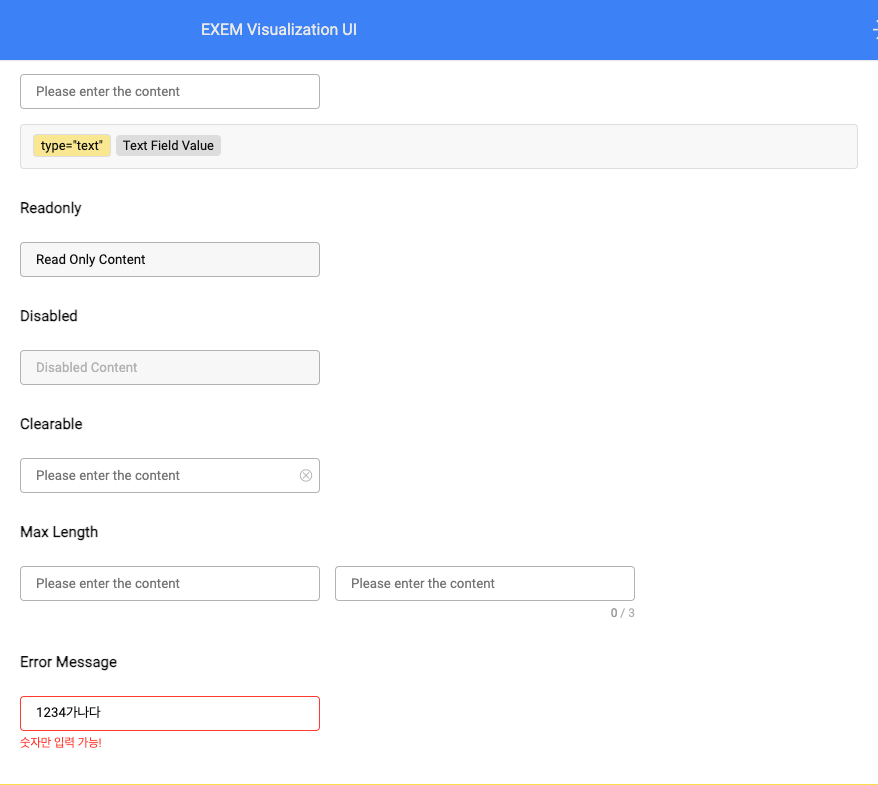 EXEM Visualization UI
Please enter the content
type="text" Text Field Value
Readonly
Read Only Content
Disabled
Disabled Content
Clearable
Please enter the content
Max Length
Please enter the content Please enter the content
0 / 3
Error Message
1234가나다
숫자만 입력 가능!